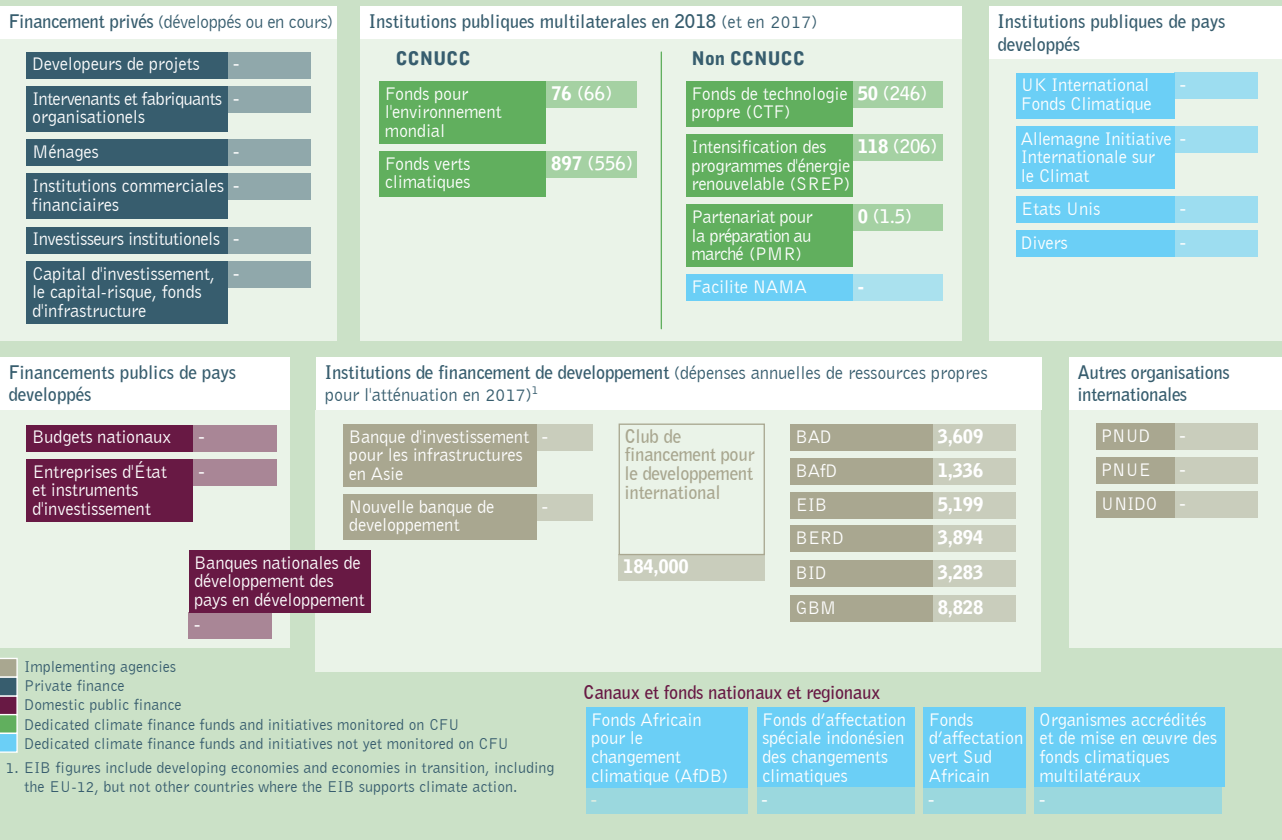 Financement privés (développés ou en cours)
Developeurs de projets -
Intervenants et fabriquants -
organisationels
Ménages -
Institutions commerciales -
financiaires
Investisseurs institutionels -
Capital d'investissement, -
le capital-risque, fonds
d'infrastructure
Institutions publiques multilaterales en 2018 (et en 2017)
CCNUCC
Fonds pour 76 (66)
l'environnement
mondial
Fonds verts 897 (556)
climatiques
Non CCNUCC
Fonds de technologie 50 (246)
propre (CTF)
Intensification des 118 (206)
programmes d'énergie
renouvelable (SREP)
Partenariat pour 0 (1.5)
la préparation au
marché (PMR)
Facilite NAMA -
Institutions publiques de pays
developpés
UK International -
Fonds Climatique
Allemagne Initiative -
Internationale sur
le Climat
Etats Unis -
Divers -
Financements publics de pays
developpés
Budgets nationaux -
Entreprises d'État -
et instruments
d'investissement
Banques nationales de
développement des
pays en développement
-
Institutions de financement de developpement (dépenses annuelles de ressources propres
pour l'atténuation en 2017)1
Banque d'investissement -
pour les infrastructures
en Asie
Nouvelle banque de -
developpement
Club de
financement pour
le developpement
international
184,000
BAD 3,609
BAfD 1,336
EIB 5,199
BERD 3,894
BID 3,283
GBM 8,828
Autres organisations
internationales
PNUD -
PNUE -
UNIDO -
Implementing agencies
Private finance
Domestic public finance
Dedicated climate finance funds and initiatives monitored on CFU
Dedicated climate finance funds and initiatives not yet monitored on CFU
1. EIB figures include developing economies and economies in transition, including
the EU-12, but not other countries where the EIB supports climate action.
Canaux et fonds nationaux et regionaux
Fonds Africain
pour le
changement
climatique (AfDB)
-
Fonds d'affectation
spéciale indonésien
des changements
climatiques
-
Fonds
d'affectation
vert Sud
Africain
-
Organismes accrédités
et de mise en œuvre des
fonds climatiques
multilatéraux
-